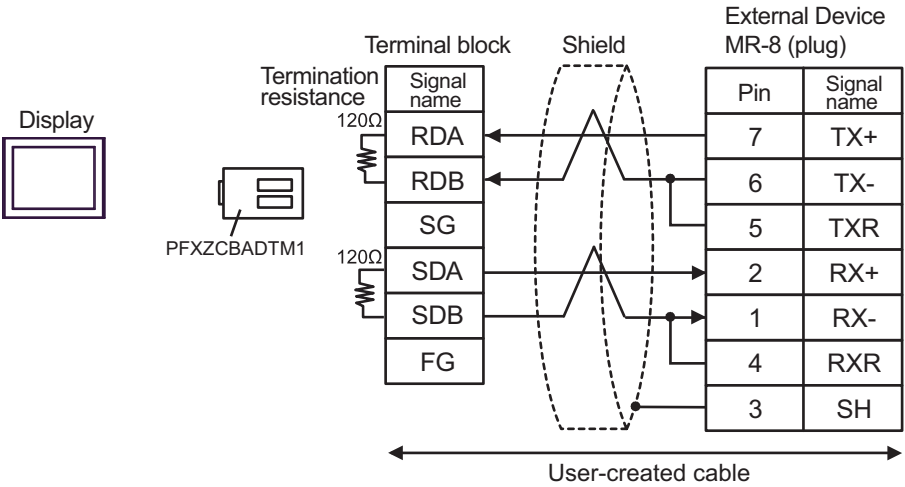 External Device
MR-8 (plug)
Terminal block
Shield
Termination
resistance
Signal
name
Pin
Signal
name
Display
120Ω
RDA
7
TX+
RDB
6
TX-
SG
5
TXR
PFXZCBADTM1
120Ω
SDA
2
RX+
SDB
1
RX-
FG
4
RXR
3
SH
User-created cable